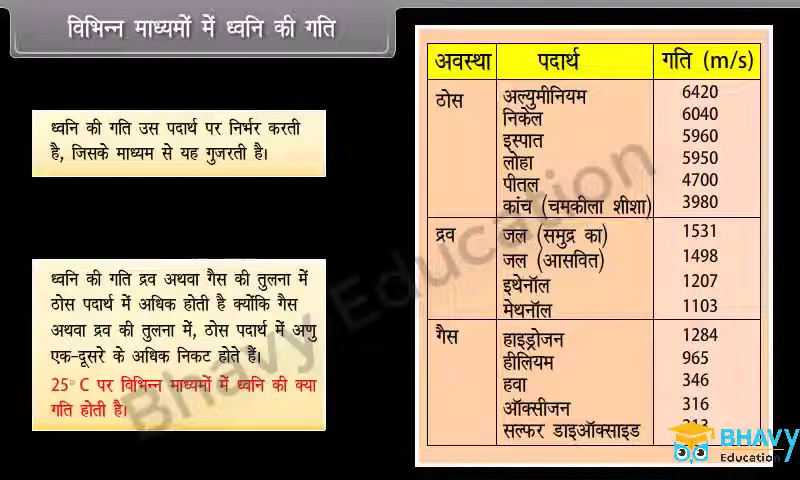 विभिन्न माध्यमों में ध्वनि की गति
ध्वनि की गति उस पदार्थ पर निर्भर करती
है, जिसके माध्यम से यह गुजरती है।
ध्वनि की गति द्रव अथवा गैस की तुलना में
ठोस पदार्थ में अधिक होती है क्योंकि गैस
अथवा द्रव की तुलना में, ठोस पदार्थ में अणु
एक-दूसरे के अधिक निकट होते हैं।
25° C पर विभिन्न माध्यमों में ध्वनि की क्या
गति होती है।
अवस्था पदार्थ गति (m/s)
ठोस अल्युमीनियम 6420
निकेल 6040
इस्पात 5960
लोहा 5950
पीतल 4700
कांच (चमकीला शीशा) 3980
द्रव जल (समुद्र का) 1531
जल (आसवित) 1498
इथेनॉल 1207
मेथनॉल 1103
गैस हाइड्रोजन 1284
हीलियम 965
हवा 346
ऑक्सीजन 316
सल्फर डाइऑक्साइड
Bhavy Education
BHAVY
Education